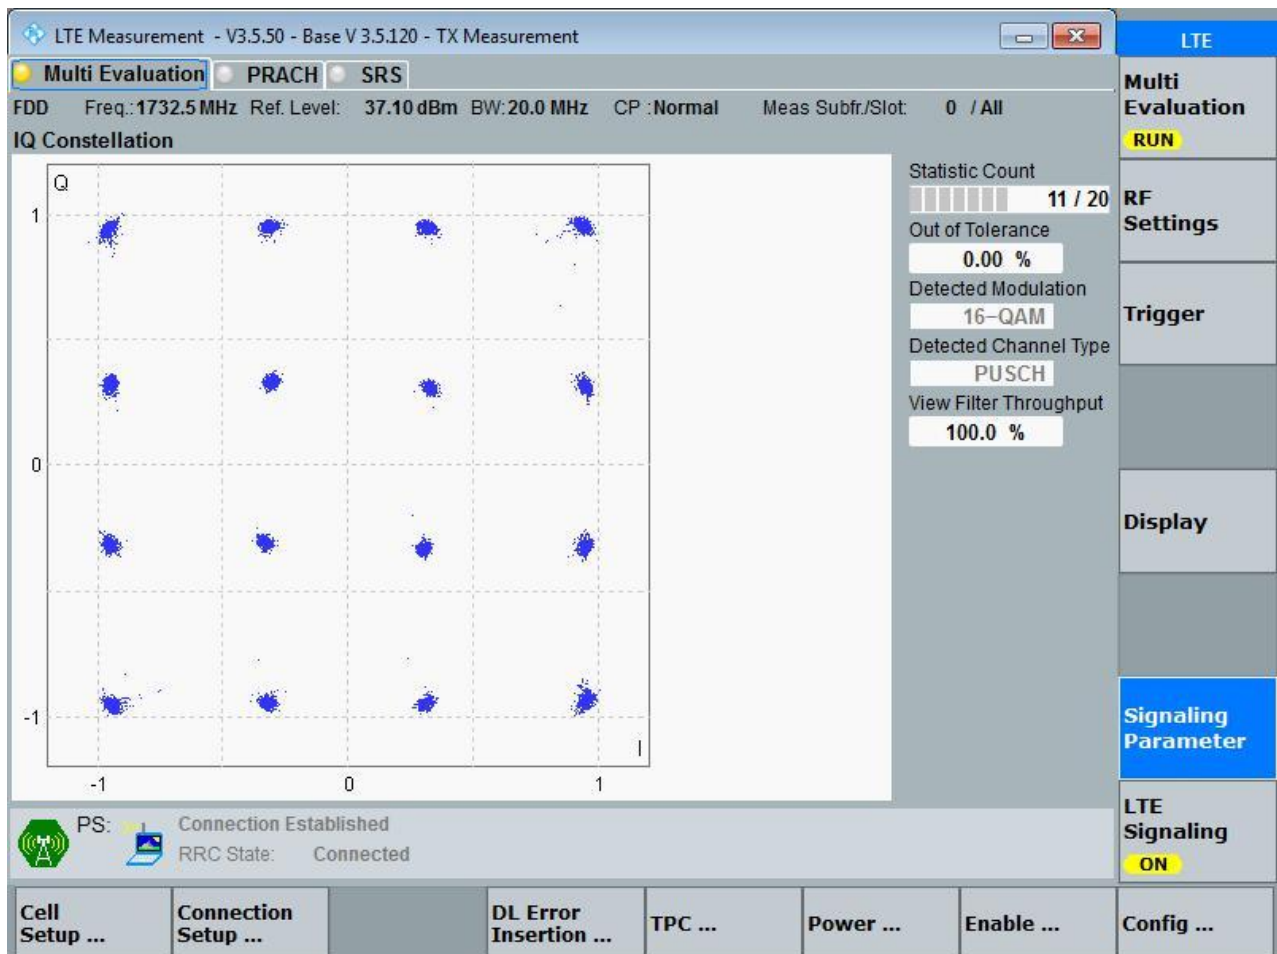 LTE Measurement - V3.5.50 - Base V 3.5.120 - TX Measurement
LTE
Multi Evaluation PRACH SRS
FDD Freq.: 1732.5 MHz Ref. Level: 37.10 dBm BW: 20.0 MHz CP : Normal Meas Subfr./Slot: 0 / All
IQ Constellation
Q
1
0
-1
-1 0 1
I
Statistic Count
11 / 20
Out of Tolerance
0.00 %
Detected Modulation
16-QAM
Detected Channel Type
PUSCH
View Filter Throughput
100.0 %
Multi
Evaluation
RUN
RF
Settings
Trigger
Display
Signaling
Parameter
LTE
Signaling
ON
PS: Connection Established
RRC State: Connected
Cell
Setup ...
Connection
Setup ...
DL Error
Insertion ...
TPC ...
Power ...
Enable ...
Config ...